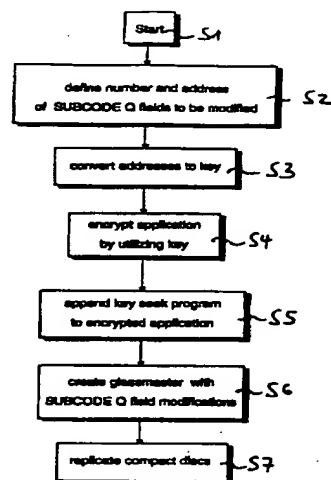 Start
S1
define number and address
of SUBCODE Q fields to be modified
S2
convert addresses to key
S3
encrypt application
by utilizing key
S4
append key seek program
to encrypted application
S5
create glassmaster with
SUBCODE Q field modifications
S6
replicate compact discs
S7